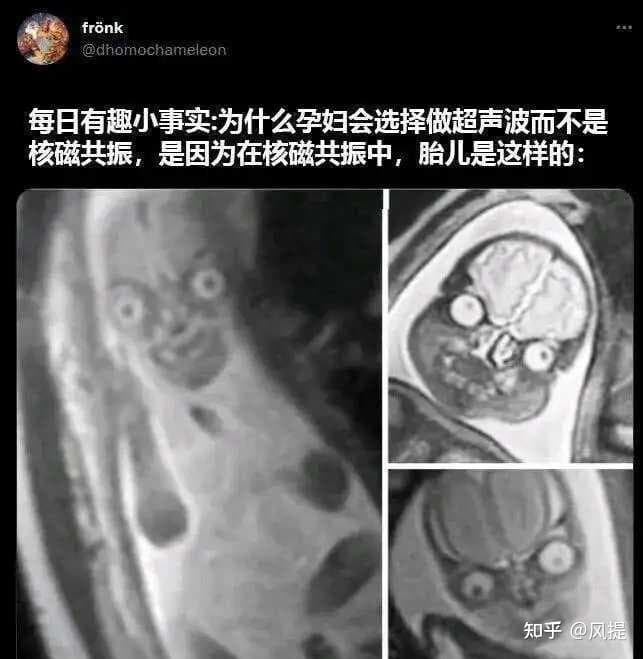 frönk
@dhomochameleon
每日有趣小事实:为什么孕妇会选择做超声波而不是
核磁共振，是因为在核磁共振中，胎儿是这样的：
知乎 @风提